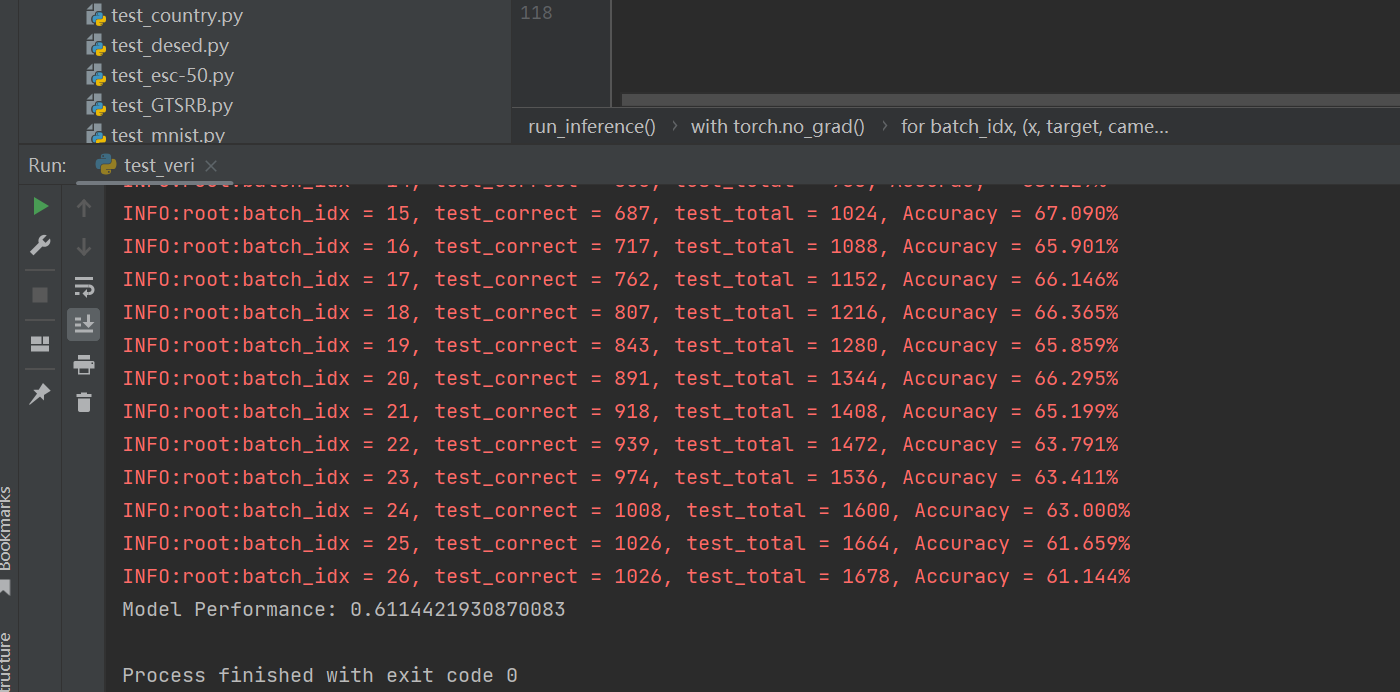 test_country.py
118
test_desed.py
test_esc-50.py
test_GTSRB.py
test_mnist.py
run_inference() › with torch.no_grad() › for batch_idx, (x, target, came...
Run: test_veri ×
INFO:root:batch_idx = 15, test_correct = 687, test_total = 1024, Accuracy = 67.090%
INFO:root:batch_idx = 16, test_correct = 717, test_total = 1088, Accuracy = 65.901%
INFO:root:batch_idx = 17, test_correct = 762, test_total = 1152, Accuracy = 66.146%
INFO:root:batch_idx = 18, test_correct = 807, test_total = 1216, Accuracy = 66.365%
INFO:root:batch_idx = 19, test_correct = 843, test_total = 1280, Accuracy = 65.859%
INFO:root:batch_idx = 20, test_correct = 891, test_total = 1344, Accuracy = 66.295%
INFO:root:batch_idx = 21, test_correct = 918, test_total = 1408, Accuracy = 65.199%
INFO:root:batch_idx = 22, test_correct = 939, test_total = 1472, Accuracy = 63.791%
INFO:root:batch_idx = 23, test_correct = 974, test_total = 1536, Accuracy = 63.411%
INFO:root:batch_idx = 24, test_correct = 1008, test_total = 1600, Accuracy = 63.000%
INFO:root:batch_idx = 25, test_correct = 1026, test_total = 1664, Accuracy = 61.659%
INFO:root:batch_idx = 26, test_correct = 1026, test_total = 1678, Accuracy = 61.144%
Model Performance: 0.6114421930870083
Process finished with exit code 0
Bookmarks
ructure